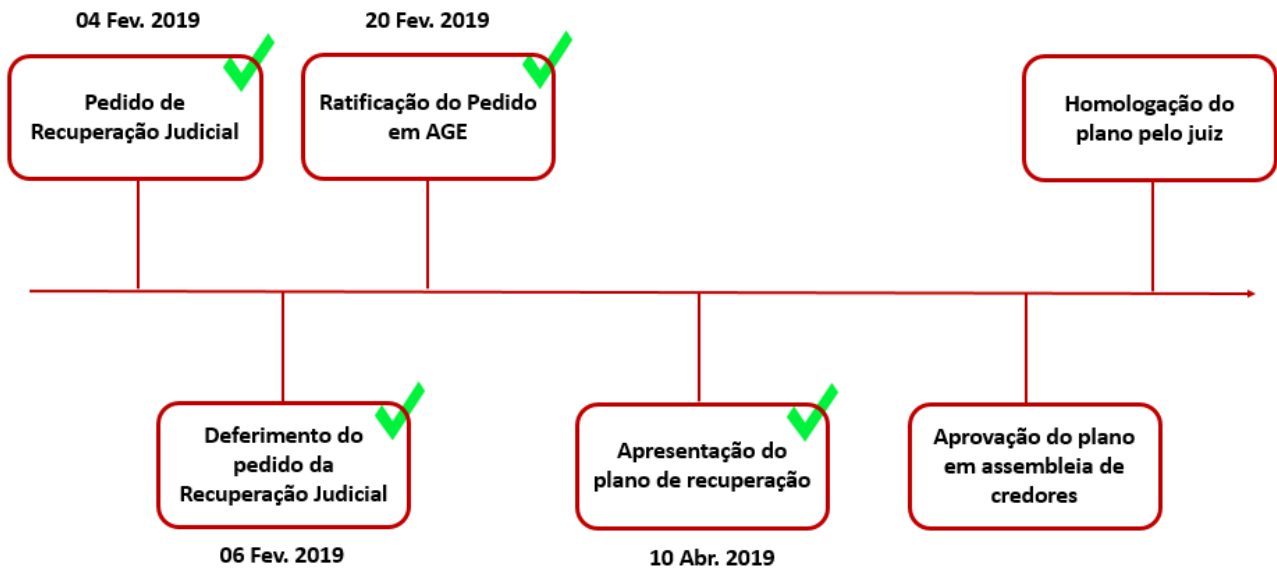 04 Fev. 2019
Pedido de
Recuperação Judicial
20 Fev. 2019
Ratificação do Pedido
em AGE
Homologação do
plano pelo juiz
Deferimento do
pedido da
Recuperação Judicial
06 Fev. 2019
Apresentação do
plano de recuperação
10 Abr. 2019
Aprovação do plano
em assembleia de
credores